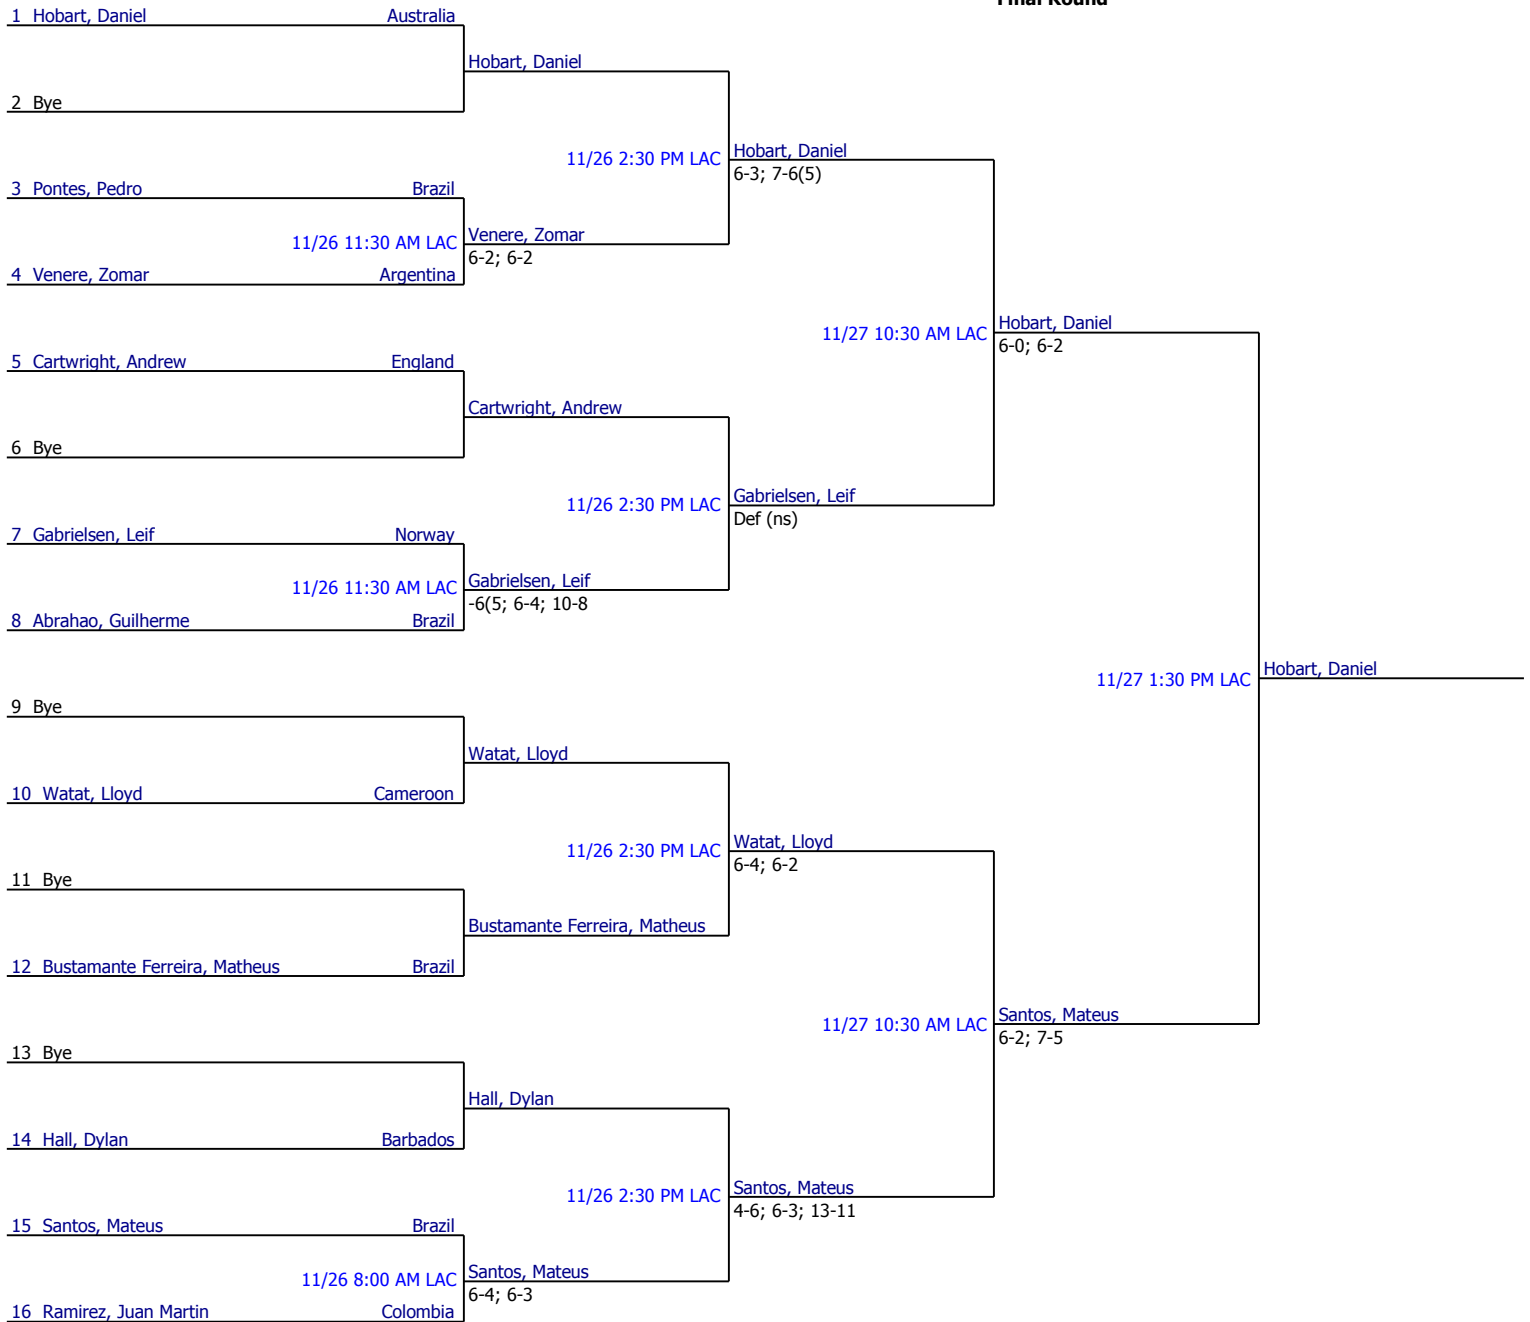 Final Round
1 Hobart, Daniel Australia
Hobart, Daniel
2 Bye
11/26 2:30 PM LAC Hobart, Daniel
6-3; 7-6(5)
3 Pontes, Pedro Brazil
11/26 11:30 AM LAC Venere, Zomar
6-2; 6-2
4 Venere, Zomar Argentina
11/27 10:30 AM LAC Hobart, Daniel
6-0; 6-2
5 Cartwright, Andrew England
Cartwright, Andrew
6 Bye
11/26 2:30 PM LAC Gabrielsen, Leif
Def (ns)
7 Gabrielsen, Leif Norway
11/26 11:30 AM LAC Gabrielsen, Leif
-6(5; 6-4; 10-8
8 Abrahao, Guilherme Brazil
11/27 1:30 PM LAC Hobart, Daniel
9 Bye
Watat, Lloyd
10 Watat, Lloyd Cameroon
11/26 2:30 PM LAC Watat, Lloyd
6-4; 6-2
11 Bye
Bustamante Ferreira, Matheus
12 Bustamante Ferreira, Matheus Brazil
11/27 10:30 AM LAC Santos, Mateus
6-2; 7-5
13 Bye
Hall, Dylan
14 Hall, Dylan Barbados
11/26 2:30 PM LAC Santos, Mateus
4-6; 6-3; 13-11
15 Santos, Mateus Brazil
11/26 8:00 AM LAC Santos, Mateus
6-4; 6-3
16 Ramirez, Juan Martin Colombia